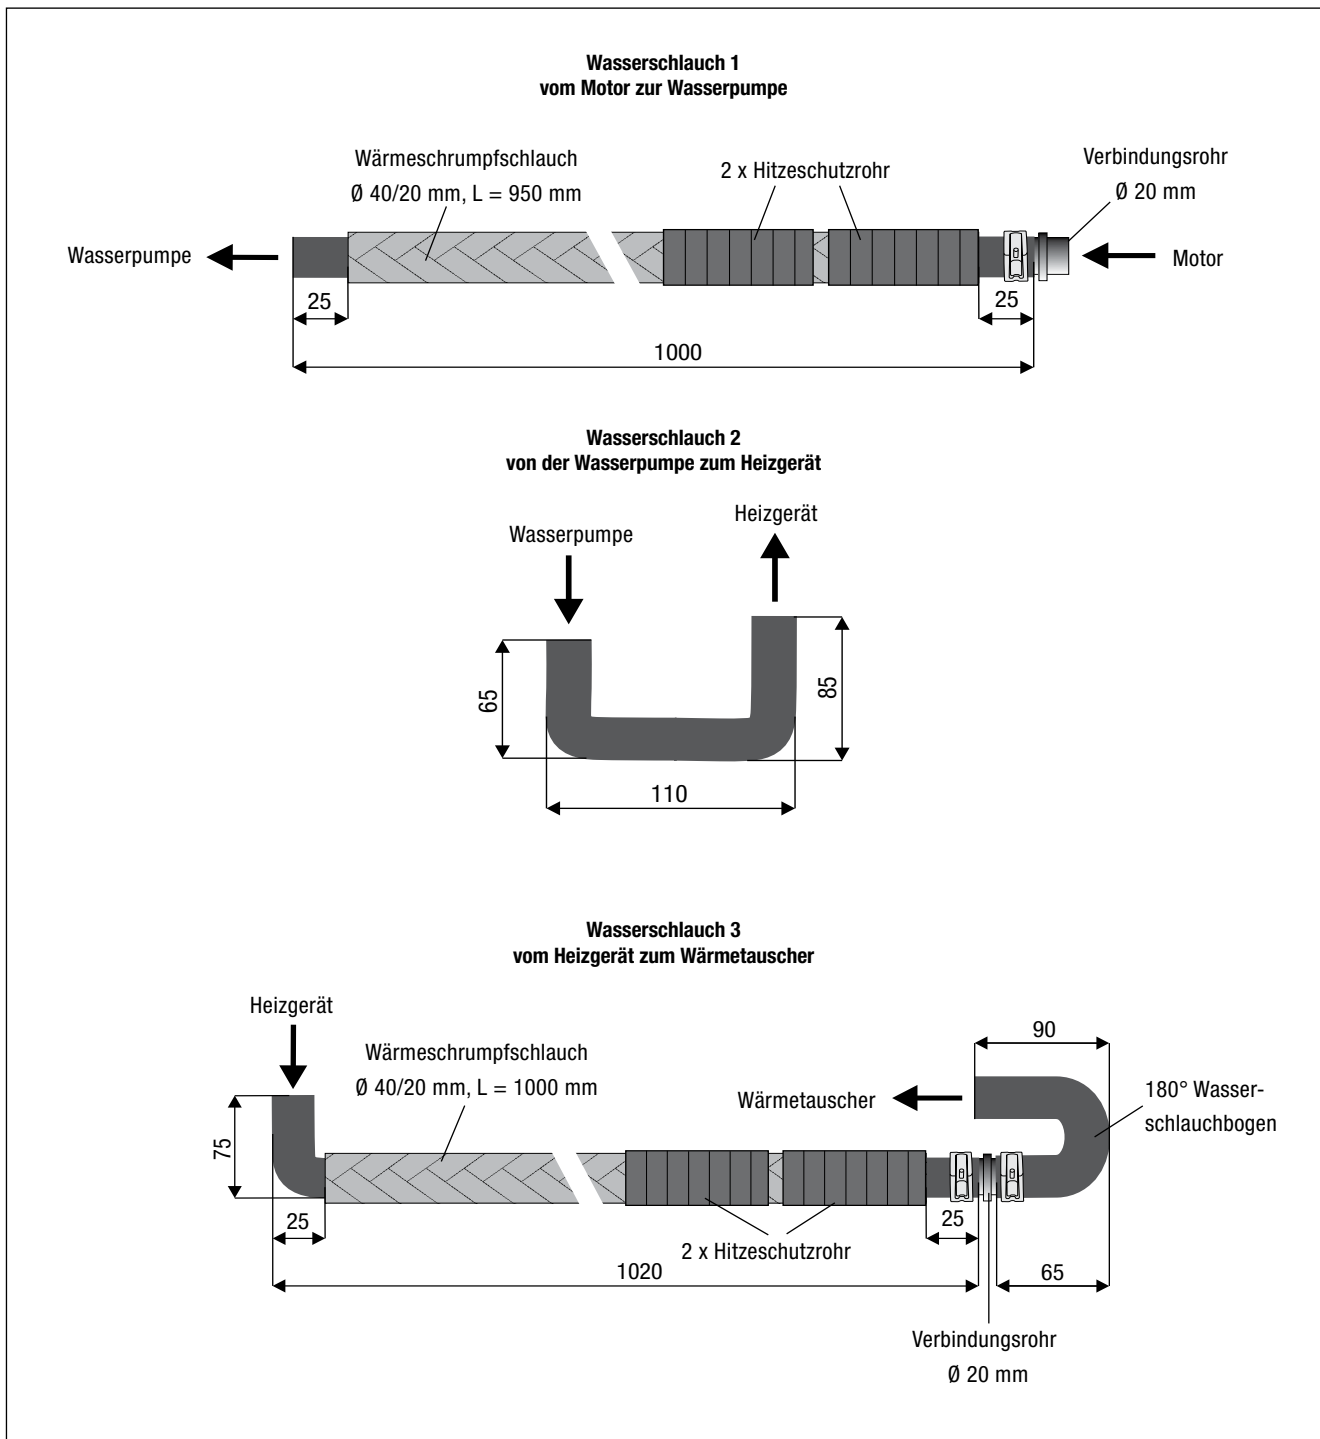 Wasserschlauch 1
vom Motor zur Wasserpumpe
Wärmeschrumpfschlauch
Ø 40/20 mm, L = 950 mm
2 x Hitzeschutzrohr
Verbindungsrohr
Ø 20 mm
Wasserpumpe
Motor
25
25
1000
Wasserschlauch 2
von der Wasserpumpe zum Heizgerät
Heizgerät
Wasserpumpe
65
85
110
Wasserschlauch 3
vom Heizgerät zum Wärmetauscher
Heizgerät
Wärmeschrumpfschlauch
Ø 40/20 mm, L = 1000 mm
90
Wärmetauscher
180° Wasser-
schlauchbogen
75
25
25
2 x Hitzeschutzrohr
1020
65
Verbindungsrohr
Ø 20 mm